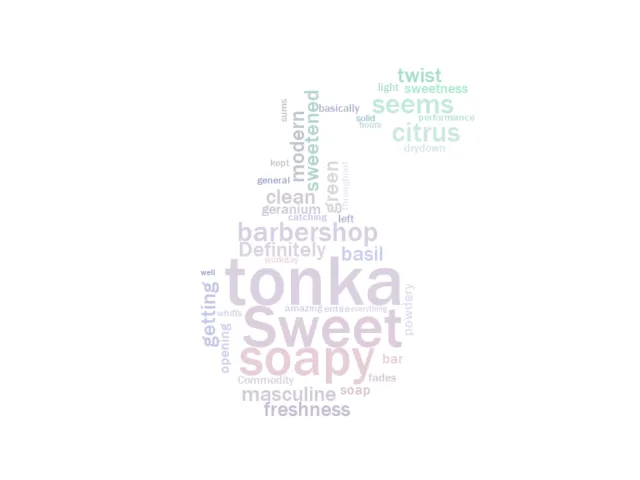 twist
light sweetness
seems
performance
solid
hours
citrus
drydown
basically
sums
modern
sweetened
kept
general
clean
green
throughout
geranium
catching
left
barbershop
Definitely
basil
workday
well
tonka
getting
whiffs
amazing entire everything
powdery
Sweet
opening
soapy
bar
Commodity
fades
masculine
soap
freshness